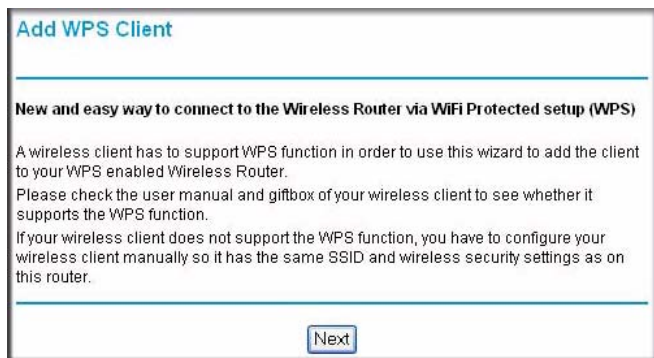 Add WPS Client
New and easy way to connect to the Wireless Router via WiFi Protected setup (WPS)
A wireless client has to support WPS function in order to use this wizard to add the client
to your WPS enabled Wireless Router.
Please check the user manual and giftbox of your wireless client to see whether it
supports the WPS function.
If your wireless client does not support the WPS function, you have to configure your
wireless client manually so it has the same SSID and wireless security settings as on
this router.
Next